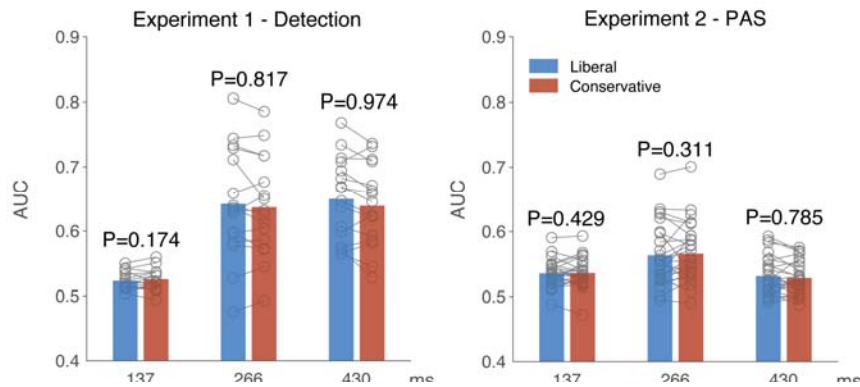 Experiment 1 - Detection
Experiment 2 - PAS
0.9
0.8
0.7
0.6
0.5
0.4
AUC
P=0.174
P=0.817
P=0.974
137
266
430
ms
0.9
0.8
0.7
0.6
0.5
0.4
AUC
Liberal
Conservative
P=0.429
P=0.311
P=0.785
137
266
430
ms